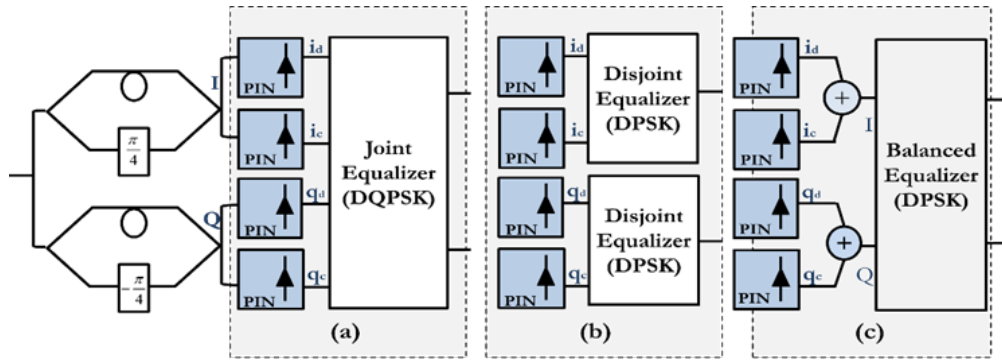 π/4
-π/4
I
Q
PIN
i_d
PIN
i_c
PIN
q_d
PIN
q_c
Joint
Equalizer
(DQPSK)
(a)
PIN
i_d
PIN
i_c
PIN
q_d
PIN
q_c
Disjoint
Equalizer
(DPSK)
Disjoint
Equalizer
(DPSK)
(b)
PIN
i_d
PIN
i_c
PIN
q_d
PIN
q_c
+
I
+
Q
Balanced
Equalizer
(DPSK)
(c)